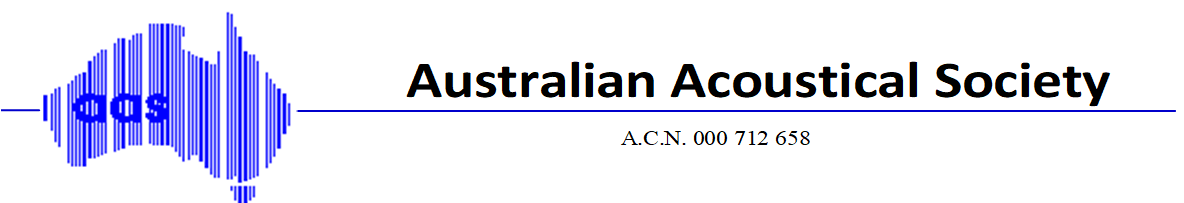 aas
Australian Acoustical Society
A.C.N. 000 712 658